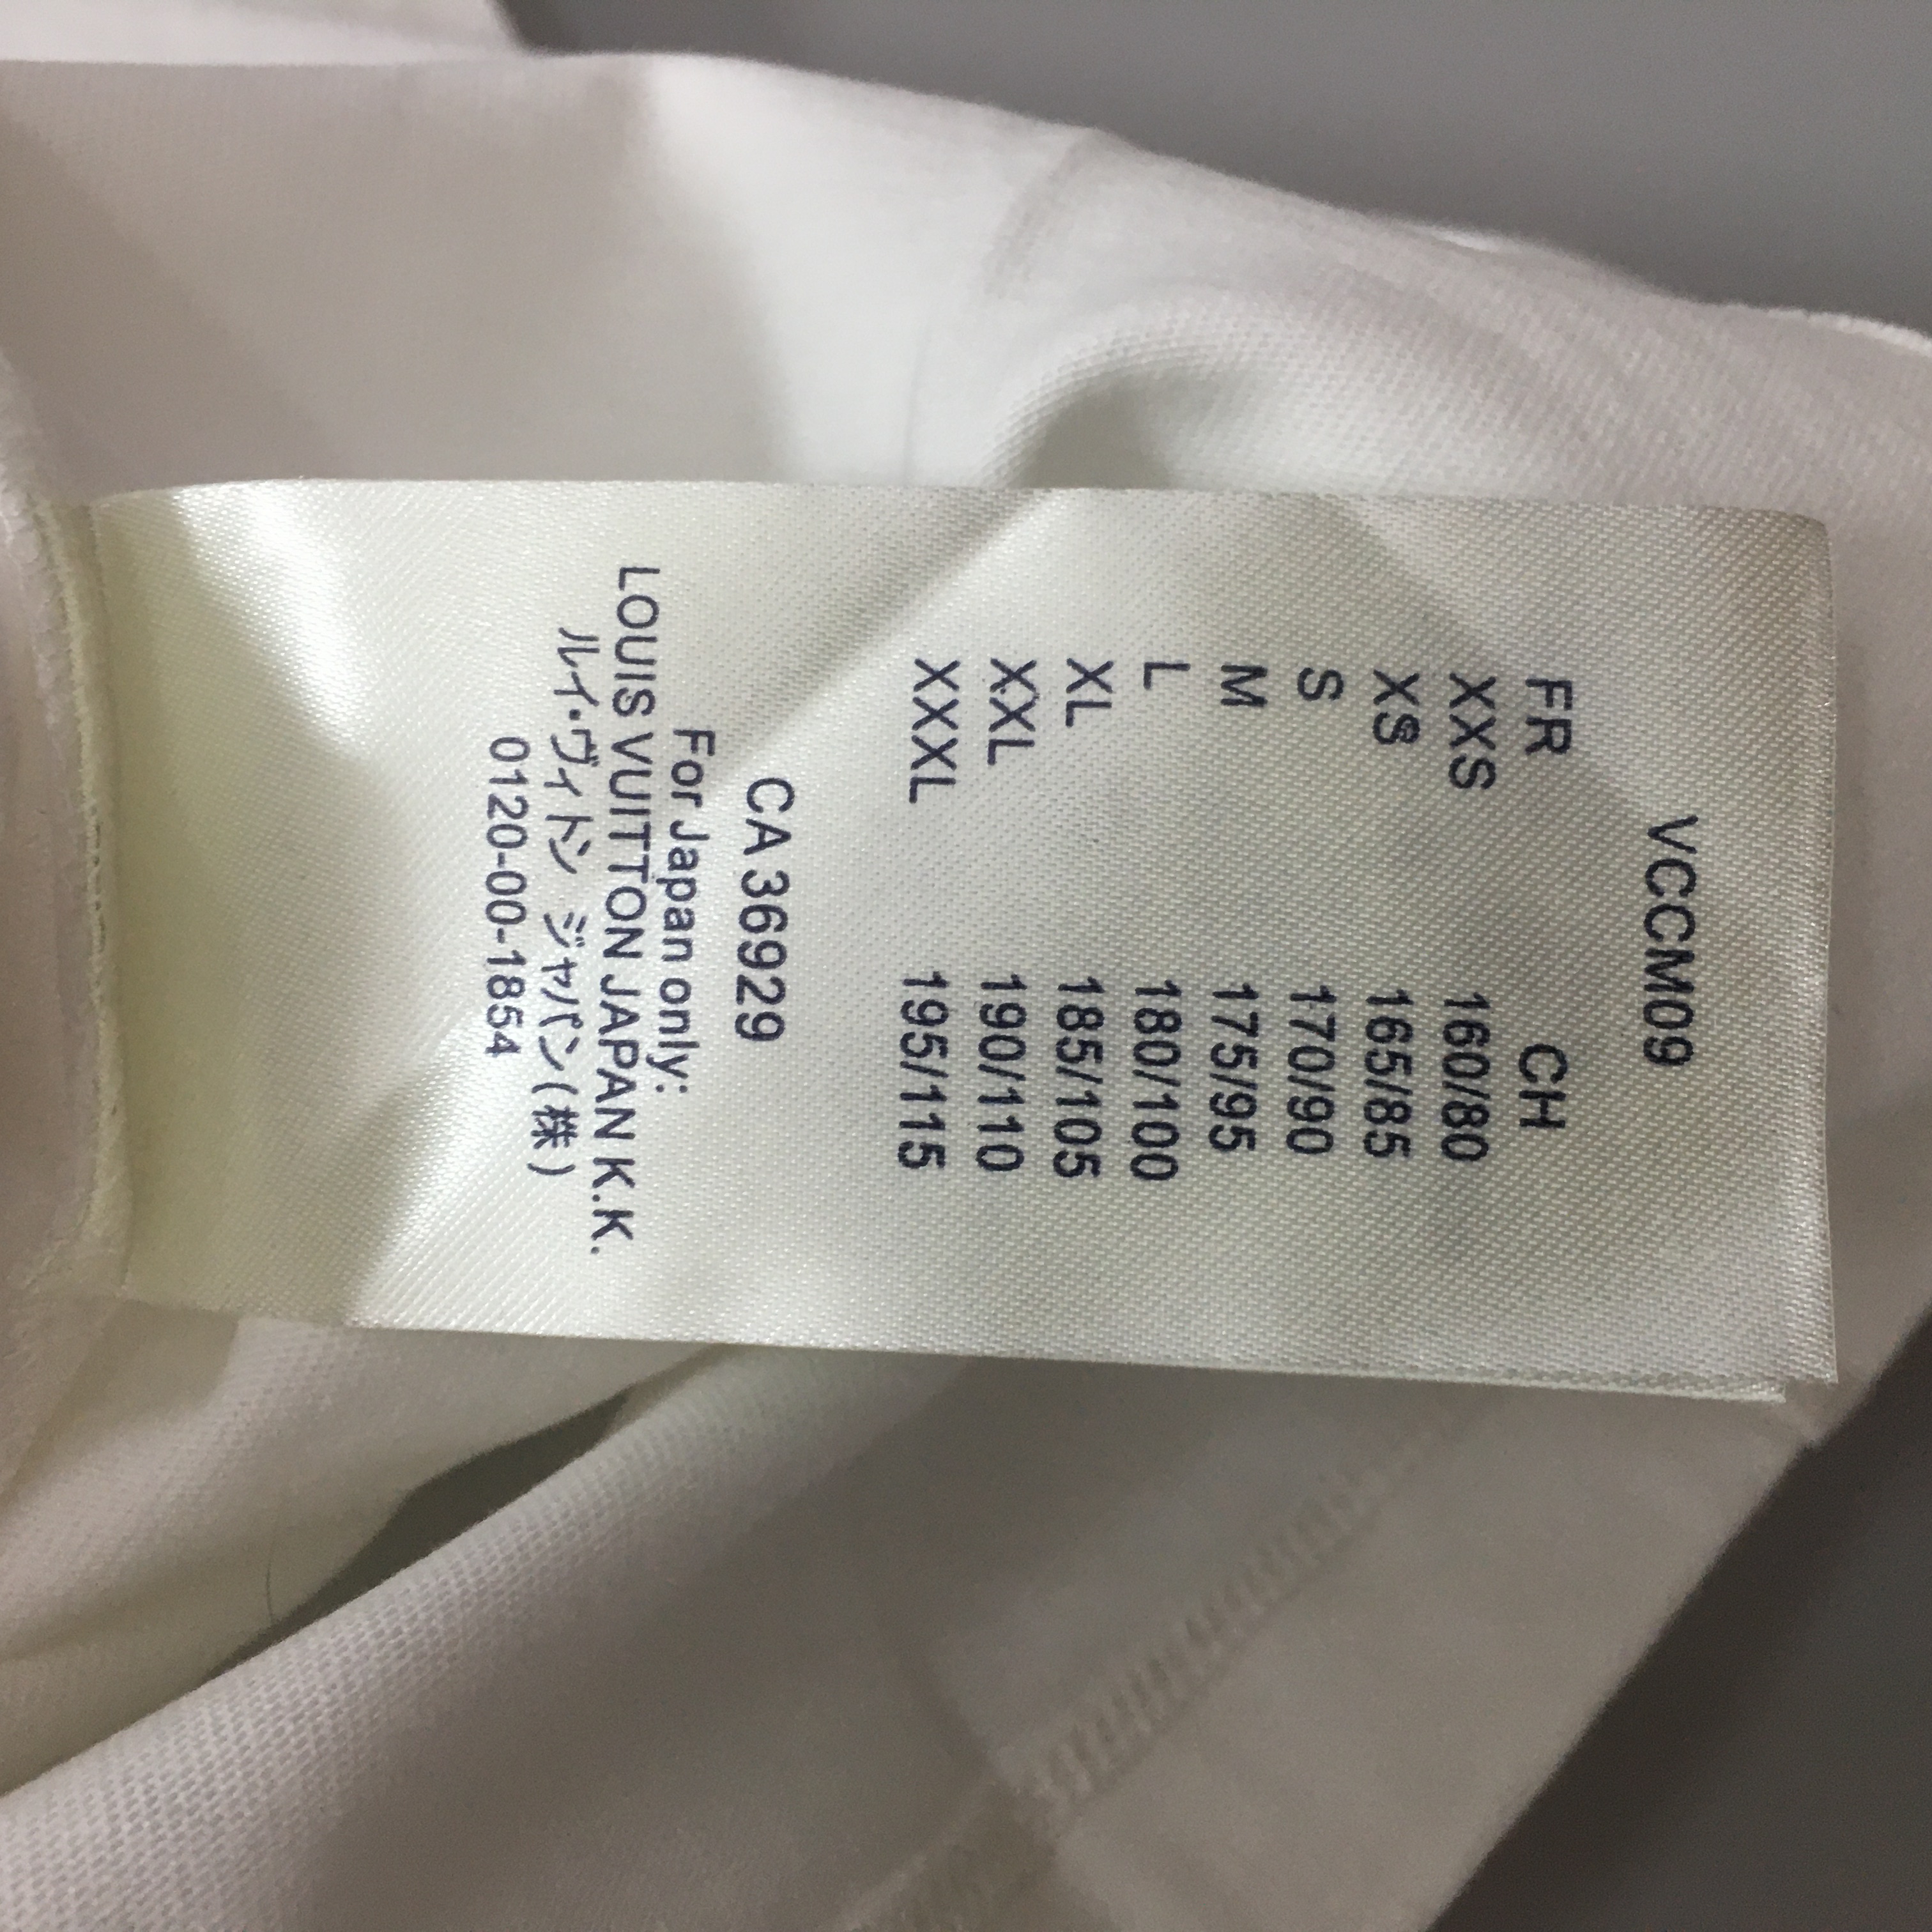 VCCM09
FR CH
XXS 160/80
XS 165/85
S 170/90
M 175/95
L 180/100
XL 185/105
XXL 190/110
XXXL 195/115
CA 36929
For Japan only:
LOUIS VUITTON JAPAN K.K.
ルイ・ヴィトン ジャパン(株)
0120-00-1854